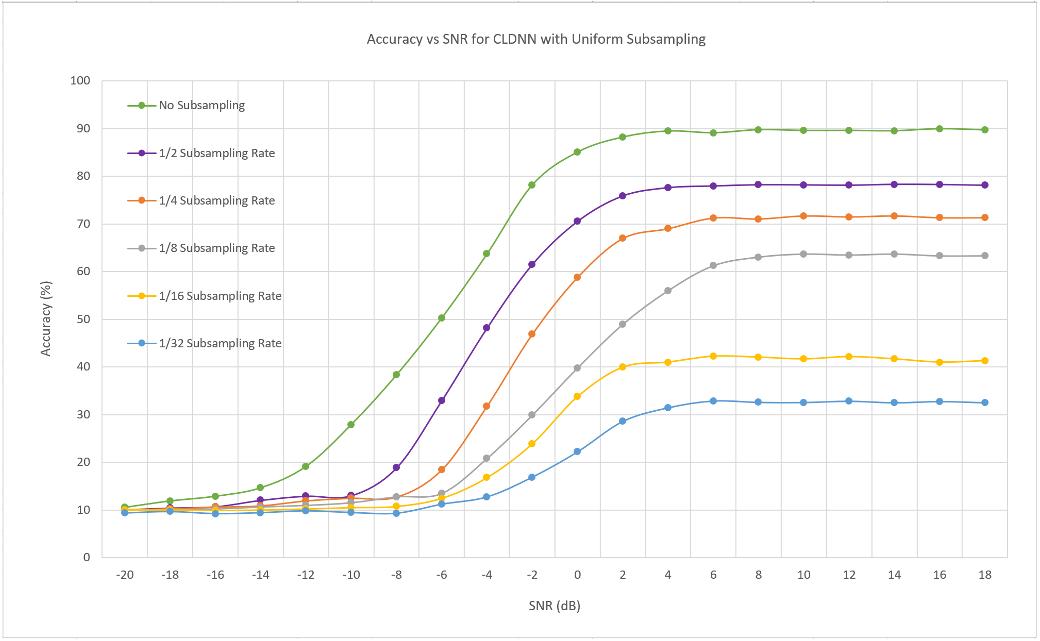 Accuracy vs SNR for CLDNN with Uniform Subsampling
100
90
80
70
60
50
40
30
20
10
0
Accuracy (%)
No Subsampling
1/2 Subsampling Rate
1/4 Subsampling Rate
1/8 Subsampling Rate
1/16 Subsampling Rate
1/32 Subsampling Rate
-20 -18 -16 -14 -12 -10 -8 -6 -4 -2 0 2 4 6 8 10 12 14 16 18
SNR (dB)